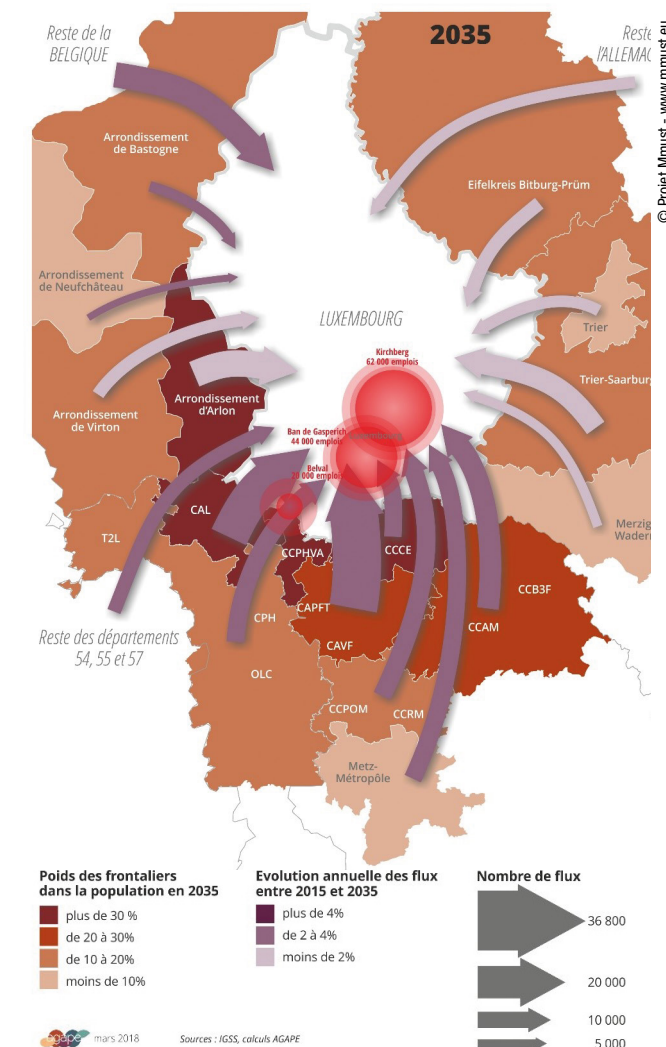 2035
Reste de la
BELGIQUE
Reste
l'ALLEMAG
© Projet Mmust - www.mmust.eu
Arrondissement
de Bastogne
Eifelkreis Bitburg-Prüm
Arrondissement
de Neufchâteau
LUXEMBOURG
Trier
Kirchberg
62 000 emplois
Trier-Saarburg
Arrondissement
d'Arlon
Arrondissement
de Virton
Ban de Gasperich
44 000 emplois
Luxembourg
Belval
20 000 emplois
CAL
T2L
CCPHVA
CCCE
Merzig
Wadern
CCB3F
CPH
CAPFT
CCAM
Reste des départements
54, 55 et 57
CAVF
OLC
CCPOM
CCRM
Metz-
Métropôle
Poids des frontaliers
dans la population en 2035
plus de 30 %
de 20 à 30%
de 10 à 20%
moins de 10%
Evolution annuelle des flux
entre 2015 et 2035
plus de 4%
de 2 à 4%
moins de 2%
Nombre de flux
36 800
20 000
10 000
5 000
agape
mars 2018
Sources : IGSS, calculs AGAPE